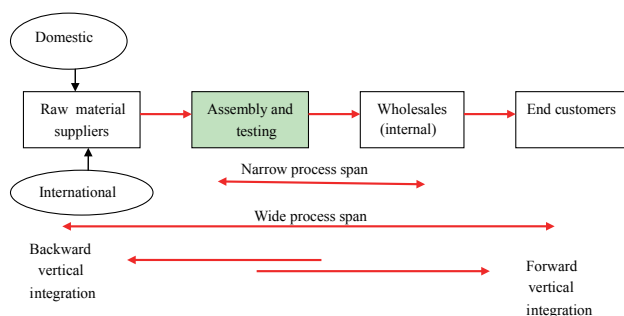 Domestic
Raw material
suppliers
Assembly and
testing
Wholesales
(internal)
End customers
International
Narrow process span
Wide process span
Backward
vertical
integration
Forward
vertical
integration